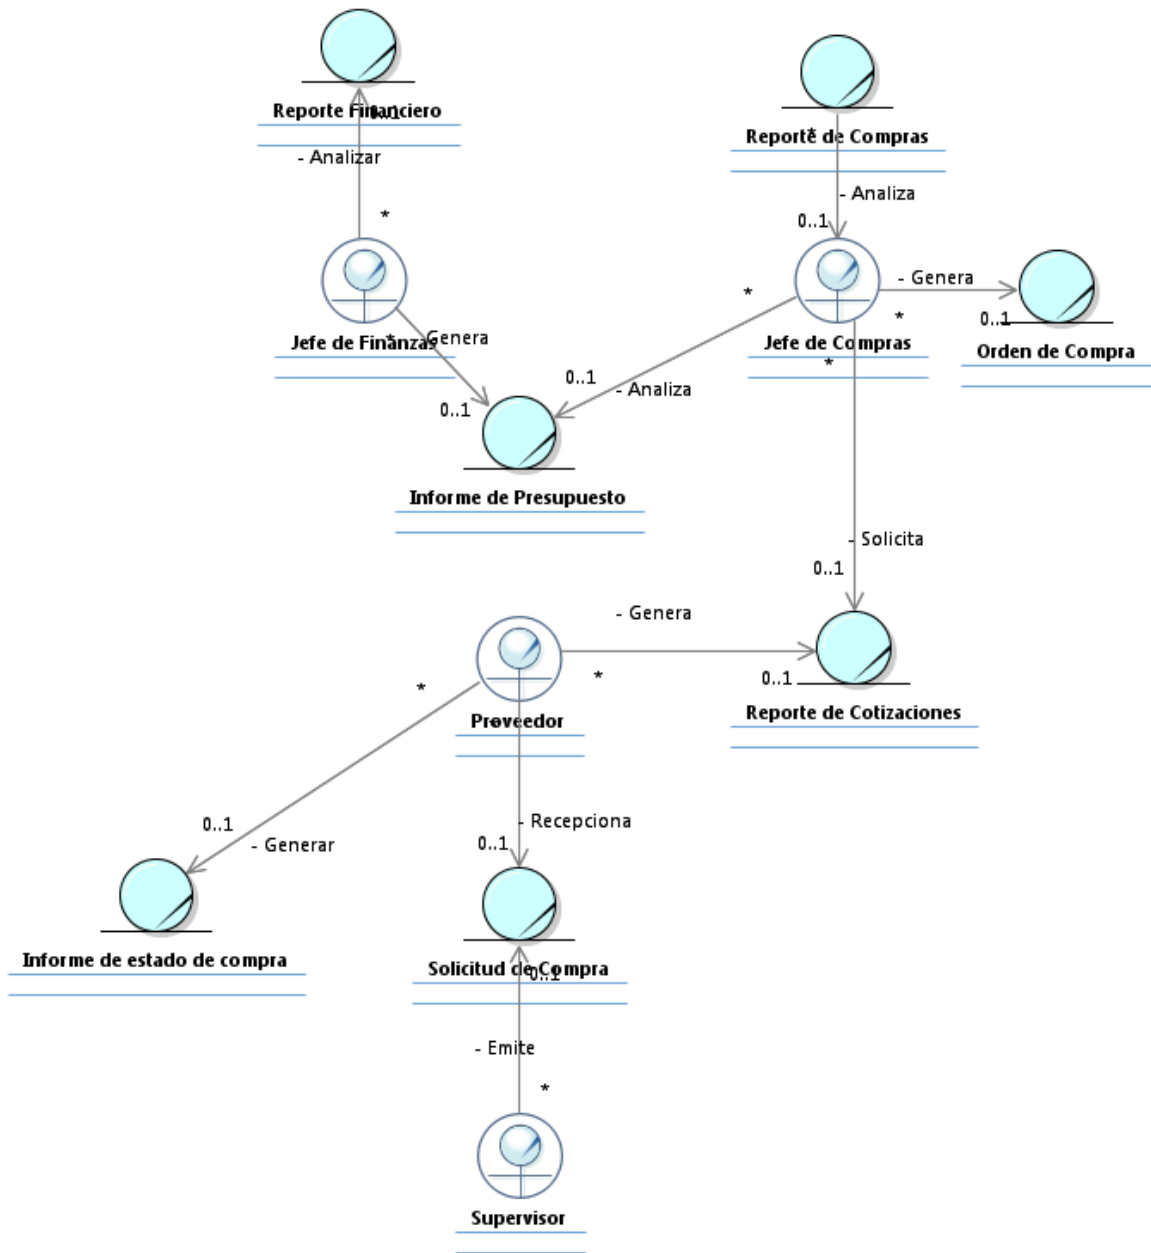 Reporte Financiero
0..1
- Analizar
*
Reporte de Compras
*
- Analiza
0..1
Jefe de Finanzas
*
- Genera
0..1
Jefe de Compras
- Genera
*
0..1
Orden de Compra
*
0..1
- Analiza
*
Informe de Presupuesto
- Solicita
0..1
- Genera
*
0..1
Reporte de Cotizaciones
Proveedor
*
*
0..1
- Generar
- Recepciona
0..1
Informe de estado de compra
Solicitud de Compra
0..1
- Emite
*
Supervisor